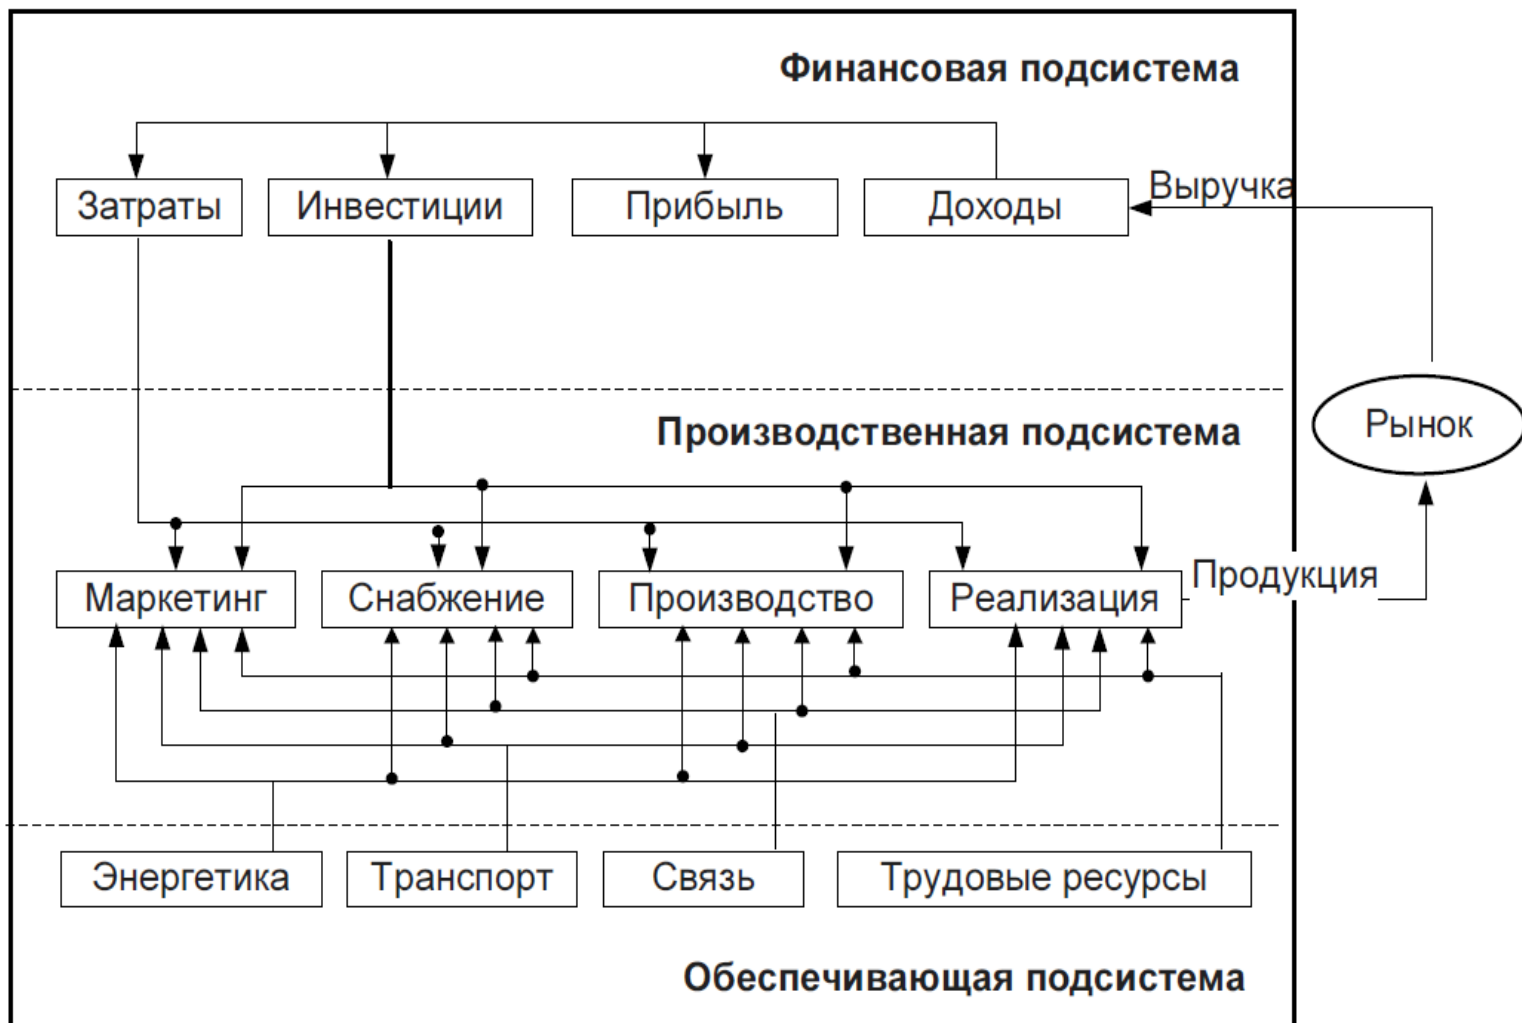 Финансовая подсистема
Затраты
Инвестиции
Прибыль
Доходы
Выручка
Производственная подсистема
Рынок
Маркетинг
Снабжение
Производство
Реализация
Продукция
Энергетика
Транспорт
Связь
Трудовые ресурсы
Обеспечивающая подсистема